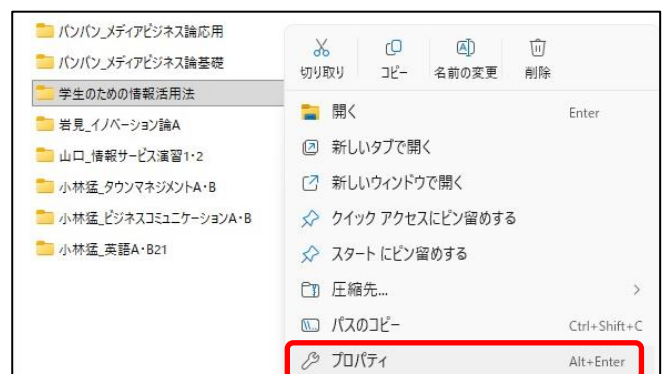 バンバン_メディアビジネス論応用
バンバン_メディアビジネス論基礎
学生のための情報活用法
岩見_イノベーション論A
山口_情報サービス演習1・2
小林猛_タウンマネジメントA・B
小林猛_ビジネスコミュニケーションA・B
小林猛_英語A・B21
切り取り コピー 名前の変更 削除
開く Enter
新しいタブで開く
新しいウィンドウで開く
クイック アクセスにピン留めする
スタート にピン留めする
圧縮先...
パスのコピー Ctrl+Shift+C
プロパティ Alt+Enter